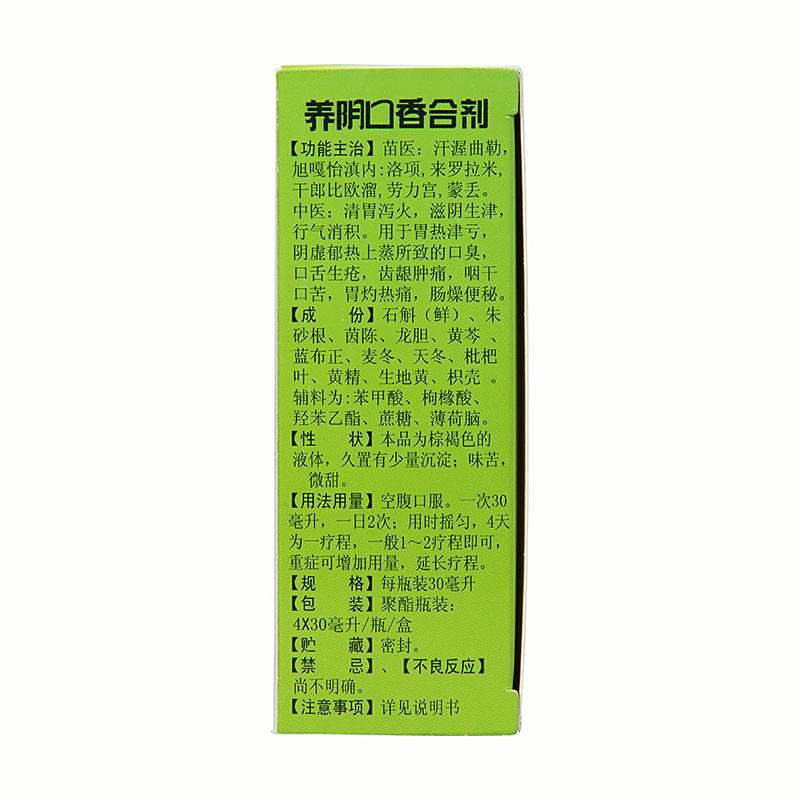 养阴口香合剂
【功能主治】苗医：汗渥曲勒，
旭嘎怡滇内:洛项,来罗拉米，
干郎比欧溜,劳力宫,蒙丢。
中医：清胃泻火，滋阴生津，
行气消积。用于胃热津亏，
阴虚郁热上蒸所致的口臭，
口舌生疮，齿龈肿痛，咽干
口苦，胃灼热痛，肠燥便秘。
【成　份】石斛（鲜）、朱
砂根、茵陈、龙胆、黄芩、
蓝布正、麦冬、天冬、枇杷
叶、黄精、生地黄、枳壳。
辅料为:苯甲酸、枸橼酸、
羟苯乙酯、蔗糖、薄荷脑。
【性　状】本品为棕褐色的
液体，久置有少量沉淀；味苦，
微甜。
【用法用量】空腹口服。一次30
毫升，一日2次；用时摇匀，4天
为一疗程，一般1～2疗程即可，
重症可增加用量，延长疗程。
【规　格】每瓶装30毫升
【包　装】聚酯瓶装：
4X30毫升/瓶/盒
【贮　藏】密封。
【禁　忌】、【不良反应】
尚不明确。
【注意事项】详见说明书